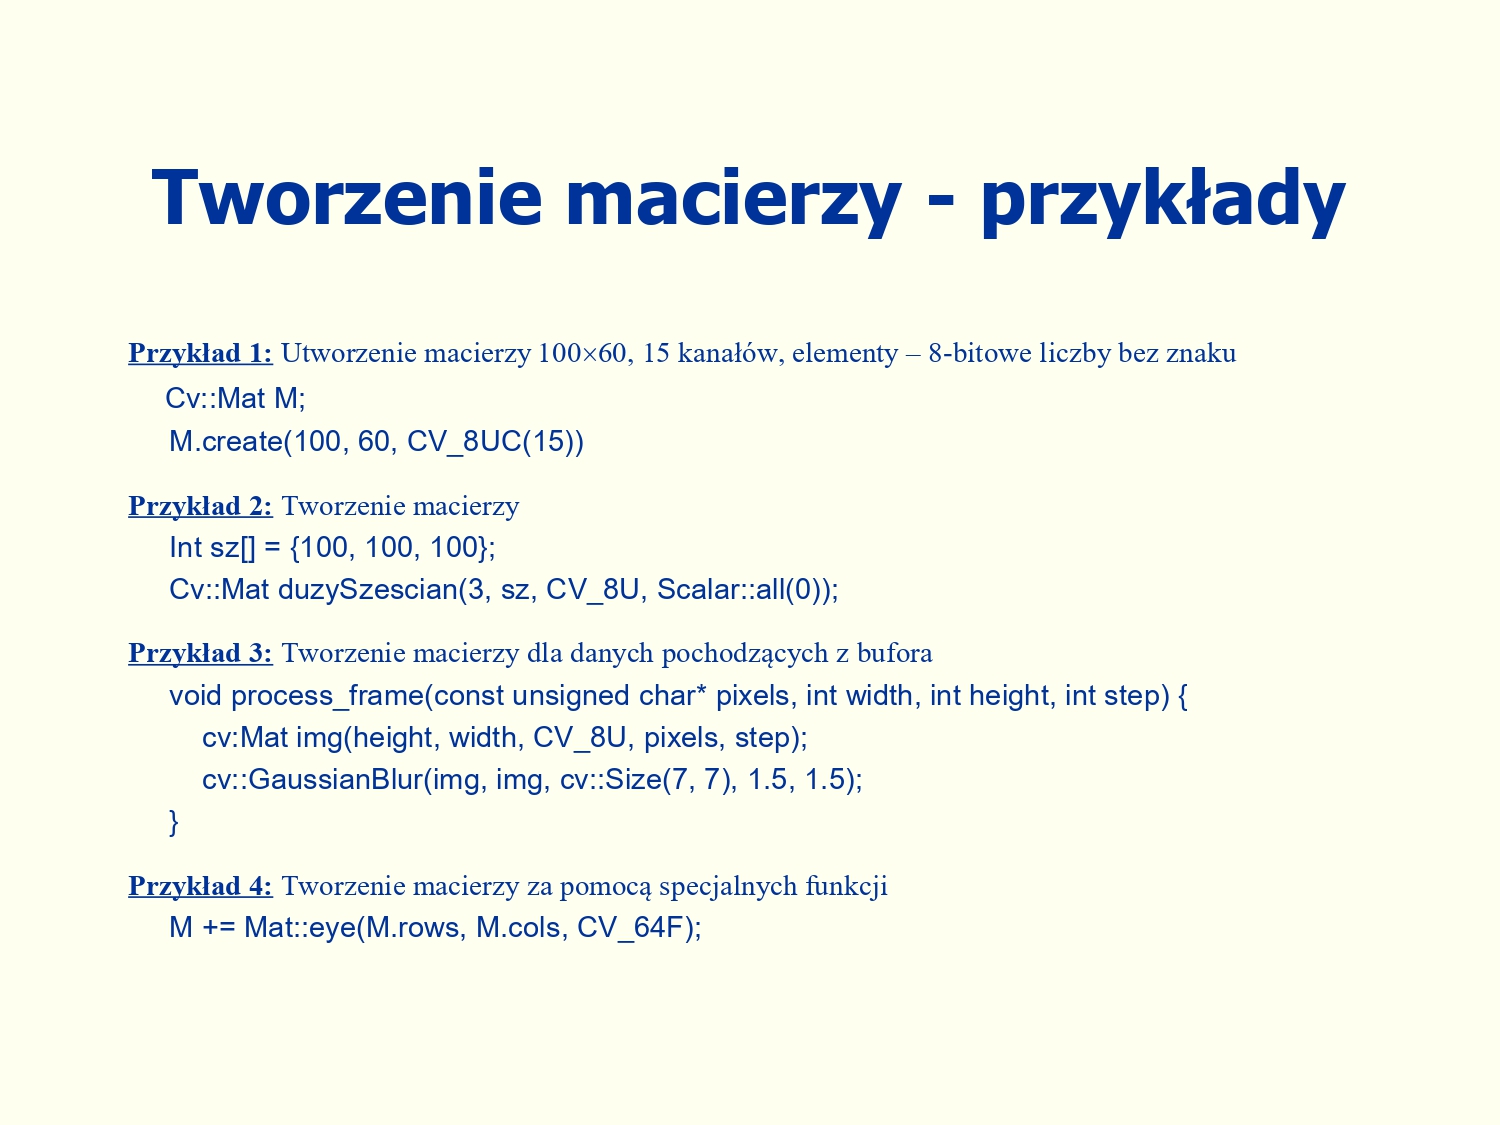 Tworzenie macierzy - przykłady
Przykład 1: Utworzenie macierzy 100×60, 15 kanałów, elementy – 8-bitowe liczby bez znaku
Cv::Mat M;
M.create(100, 60, CV_8UC(15))
Przykład 2: Tworzenie macierzy
Int sz[] = {100, 100, 100};
Cv::Mat duzySzescian(3, sz, CV_8U, Scalar::all(0));
Przykład 3: Tworzenie macierzy dla danych pochodzących z bufora
void process_frame(const unsigned char* pixels, int width, int height, int step) {
cv:Mat img(height, width, CV_8U, pixels, step);
cv::GaussianBlur(img, img, cv::Size(7, 7), 1.5, 1.5);
}
Przykład 4: Tworzenie macierzy za pomocą specjalnych funkcji
M += Mat::eye(M.rows, M.cols, CV_64F);